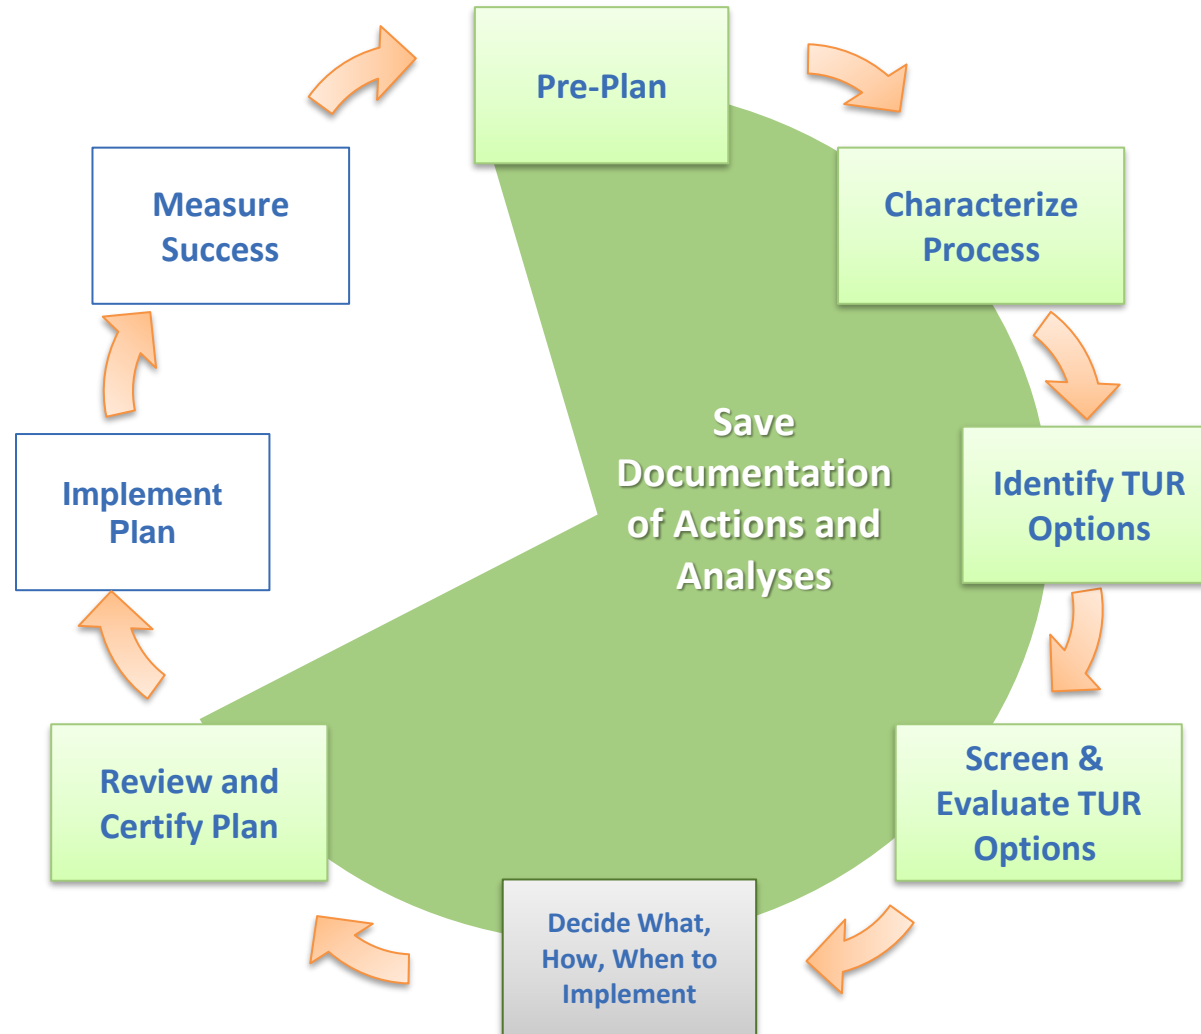 Pre-Plan
Characterize
Process
Identify TUR
Options
Screen &
Evaluate TUR
Options
Decide What,
How, When to
Implement
Review and
Certify Plan
Implement
Plan
Measure
Success
Save
Documentation
of Actions and
Analyses